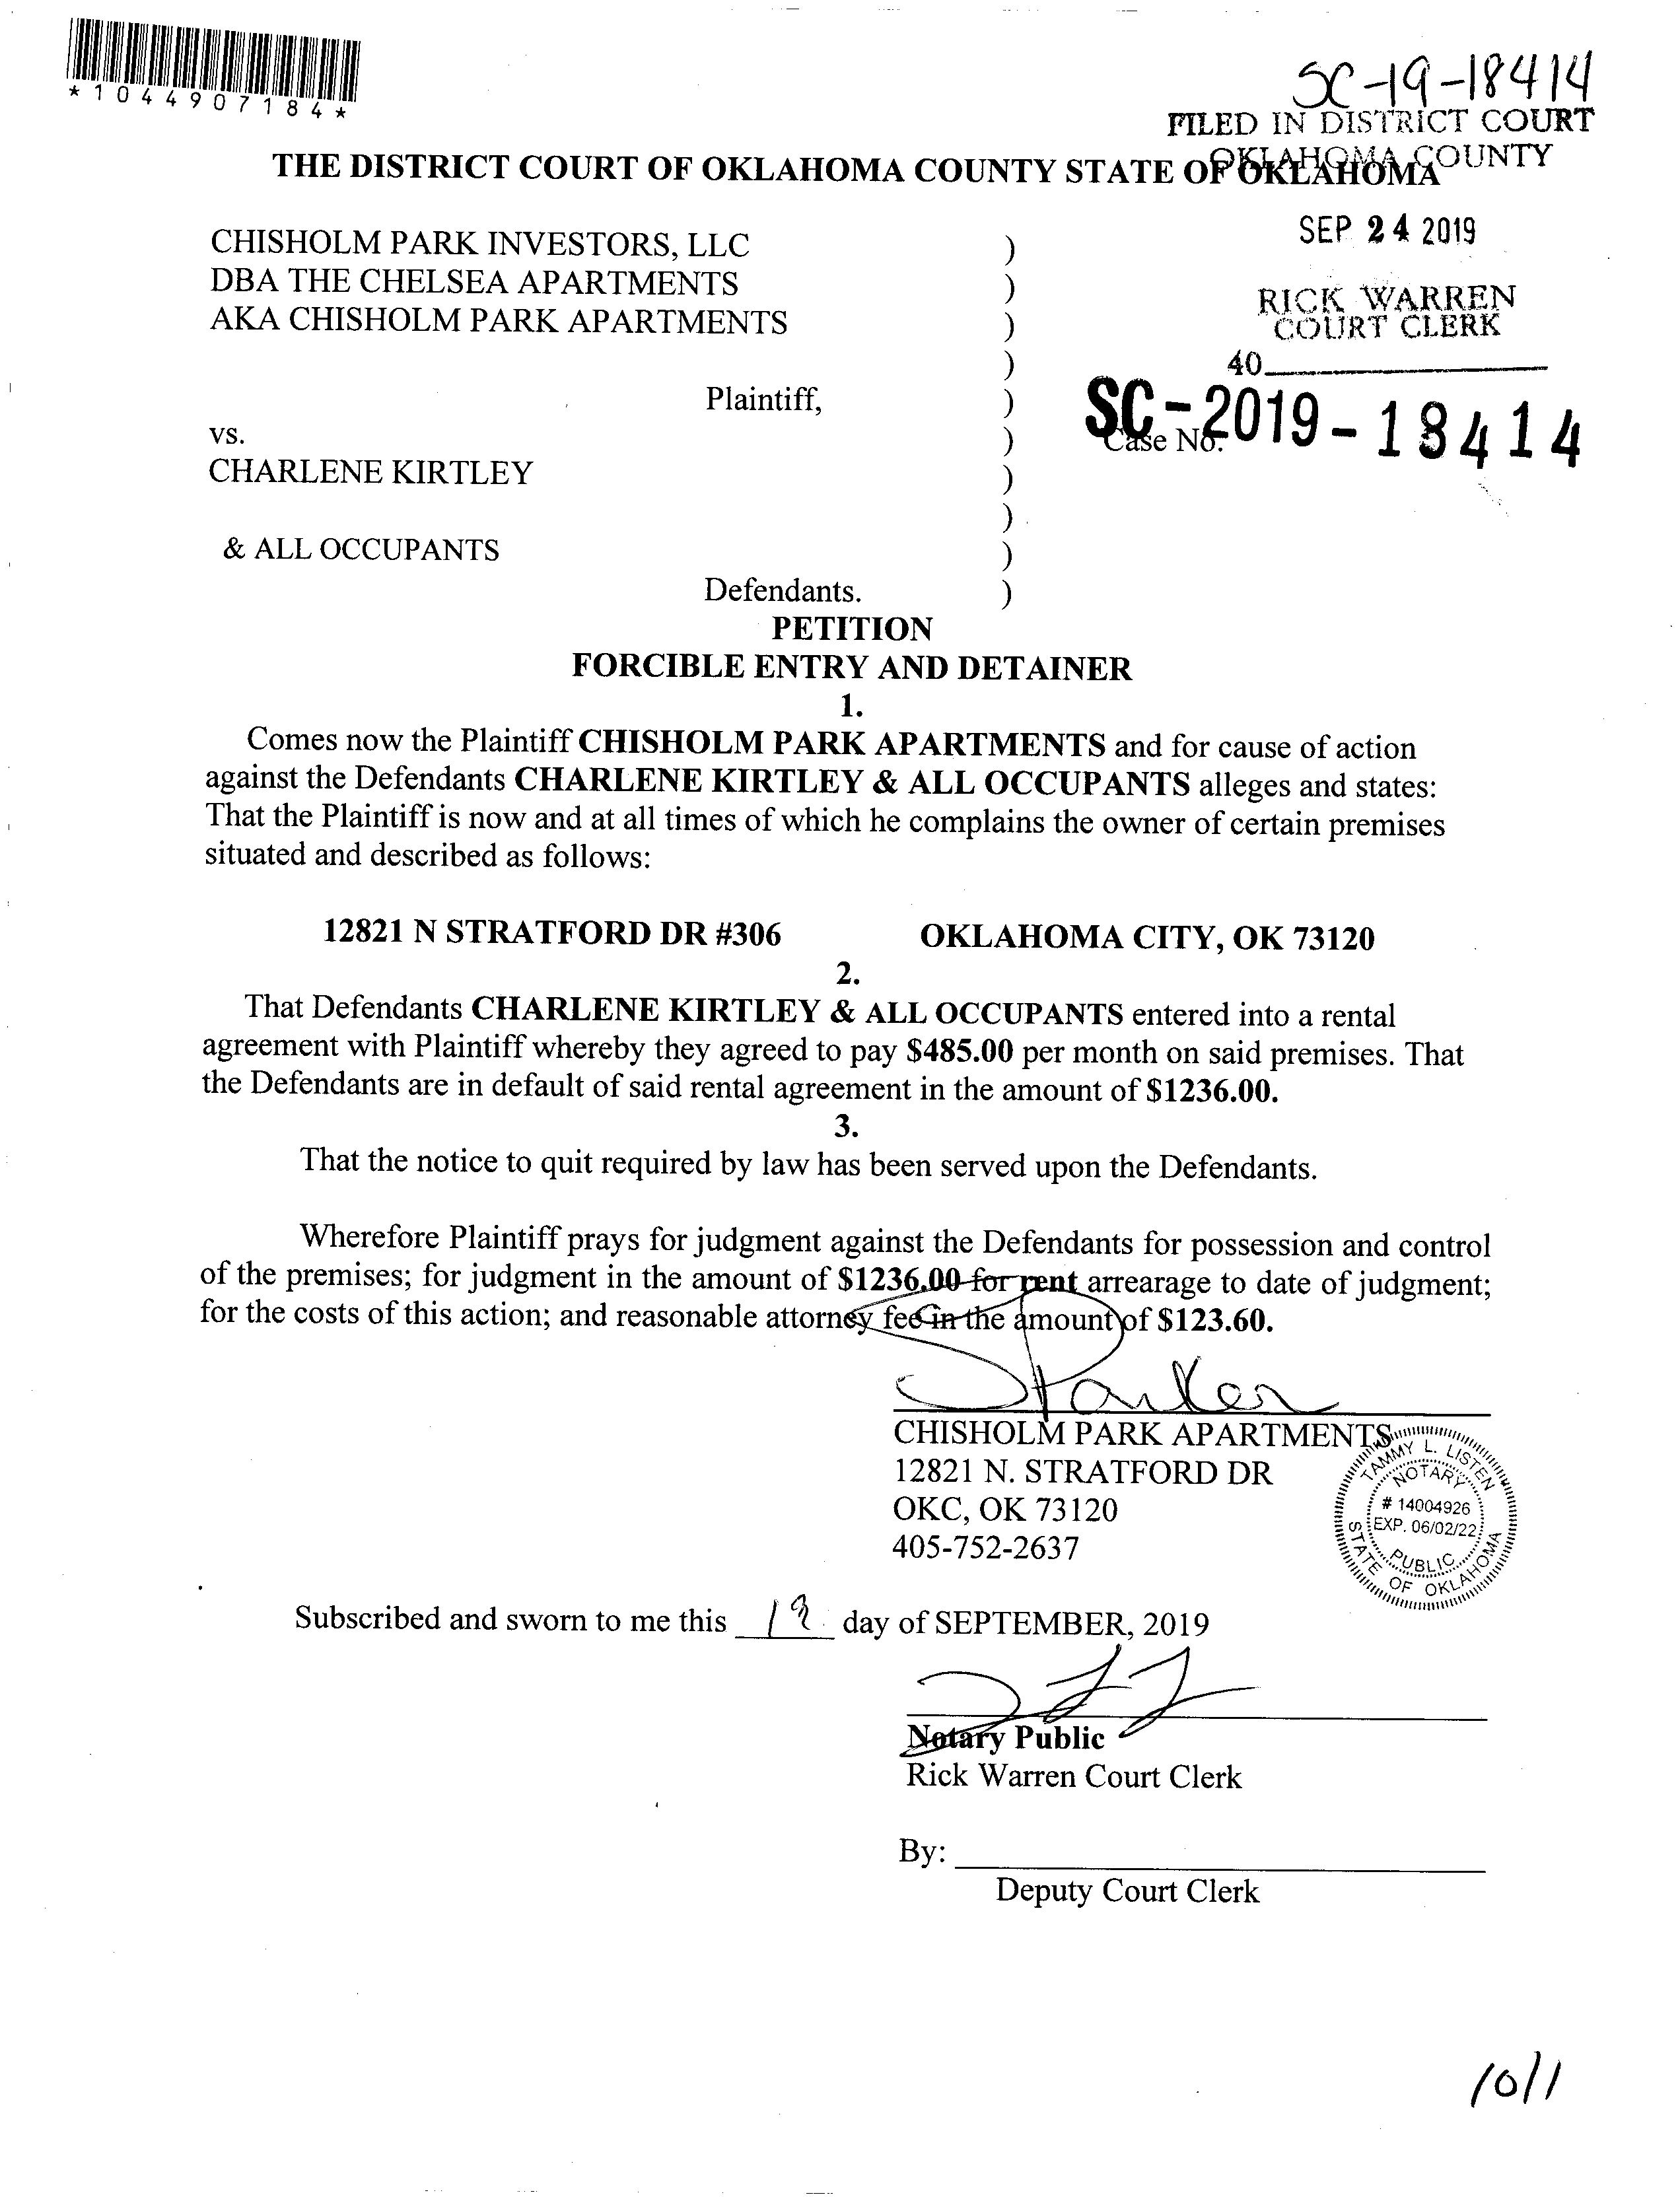 *1044907184*
SC-19-18414
FILED IN DISTRICT COURT
OKLAHOMA COUNTY
THE DISTRICT COURT OF OKLAHOMA COUNTY STATE OF OKLAHOMA
SEP 24 2019
CHISHOLM PARK INVESTORS, LLC )
DBA THE CHELSEA APARTMENTS )
AKA CHISHOLM PARK APARTMENTS )
RICK WARREN
COURT CLERK
)
40
Plaintiff, )
SC-2019-18414
Case No.
vs. )
CHARLENE KIRTLEY )
)
& ALL OCCUPANTS )
Defendants. )
PETITION
FORCIBLE ENTRY AND DETAINER
1.
Comes now the Plaintiff CHISHOLM PARK APARTMENTS and for cause of action
against the Defendants CHARLENE KIRTLEY & ALL OCCUPANTS alleges and states:
That the Plaintiff is now and at all times of which he complains the owner of certain premises
situated and described as follows:
12821 N STRATFORD DR #306 OKLAHOMA CITY, OK 73120
2.
That Defendants CHARLENE KIRTLEY & ALL OCCUPANTS entered into a rental
agreement with Plaintiff whereby they agreed to pay $485.00 per month on said premises. That
the Defendants are in default of said rental agreement in the amount of $1236.00.
3.
That the notice to quit required by law has been served upon the Defendants.
Wherefore Plaintiff prays for judgment against the Defendants for possession and control
of the premises; for judgment in the amount of $1236.00 for rent arrearage to date of judgment;
for the costs of this action; and reasonable attorney fee in the amount of $123.60.
CHISHOLM PARK APARTMENTS
12821 N. STRATFORD DR
OKC, OK 73120
405-752-2637
TAMMY L. LISTEN
NOTARY
# 14004926
EXP. 06/02/22
PUBLIC
STATE OF OKLAHOMA
Subscribed and sworn to me this 19 day of SEPTEMBER, 2019
Notary Public
Rick Warren Court Clerk
By:
Deputy Court Clerk
10/1